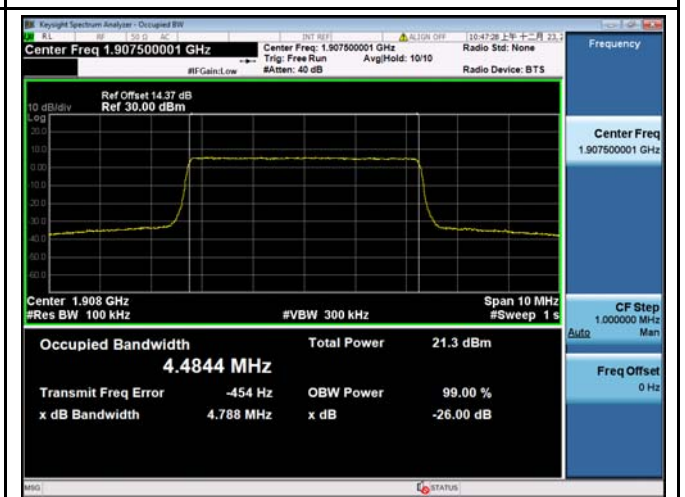 Keysight Spectrum Analyzer - Occupied BW
RL RF 50 Ω AC INT REF ALIGN OFF 10:47:28 上午 十二月 23, 2
Center Freq 1.907500001 GHz
Center Freq: 1.907500001 GHz Radio Std: None
Trig: Free Run Avg|Hold: 10/10
#IFGain:Low #Atten: 40 dB Radio Device: BTS
Frequency
Ref Offset 14.37 dB
10 dB/div Ref 30.00 dBm
Log
20.0
10.0
0.00
10.0
20.0
30.0
40.0
50.0
60.0
Center 1.908 GHz Span 10 MHz
#Res BW 100 kHz #VBW 300 kHz #Sweep 1 s
Occupied Bandwidth Total Power 21.3 dBm
4.4844 MHz
Transmit Freq Error -454 Hz OBW Power 99.00 %
x dB Bandwidth 4.788 MHz x dB -26.00 dB
Center Freq
1.907500001 GHz
CF Step
1.000000 MHz
Auto Man
Freq Offset
0 Hz
MSG STATUS